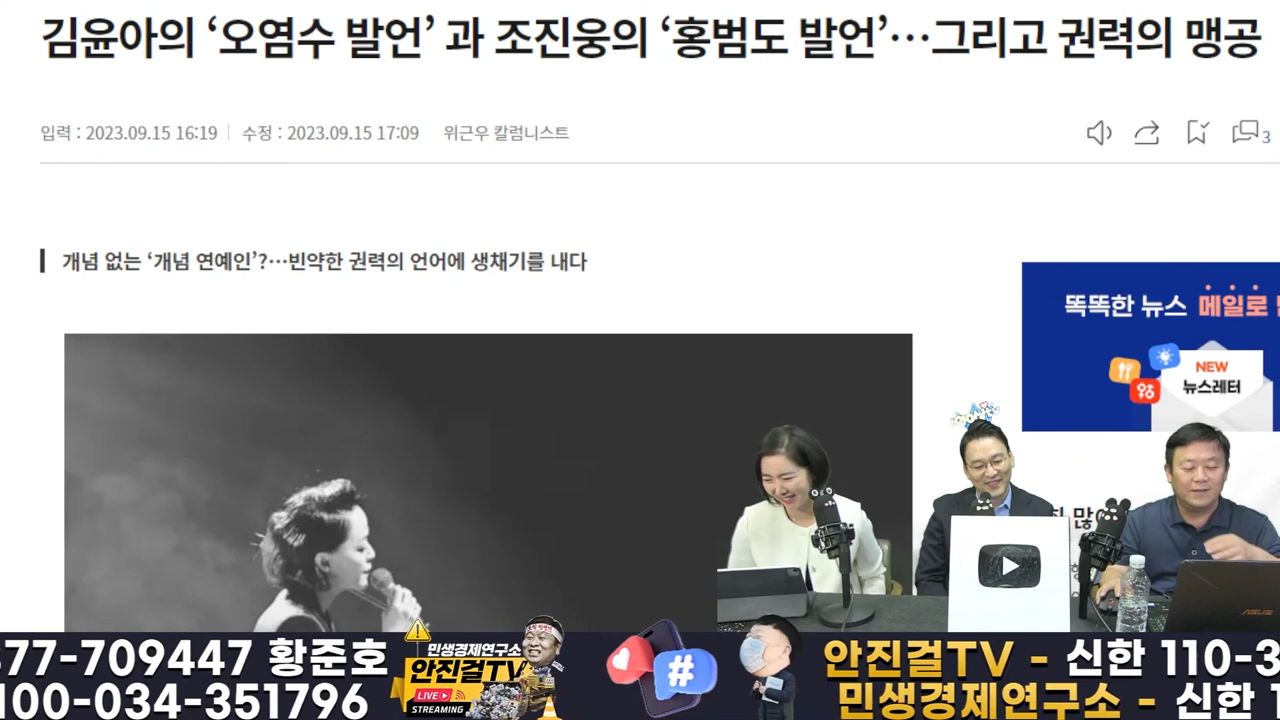 김윤아의 ‘오염수 발언’ 과 조진웅의 ‘홍범도 발언’…그리고 권력의 맹공
입력 : 2023.09.15 16:19 수정 : 2023.09.15 17:09 위근우 칼럼니스트
3
개념 없는 ‘개념 연예인’?…빈약한 권력의 언어에 생채기를 내다
똑똑한 뉴스 메일로
NEW
뉴스레터
많
ASUS
377-709447 황준호
100-034-351796
민생경제연구소
안진걸TV
LIVE
STREAMING
#
안진걸TV - 신한 110-3
민생경제연구소 - 신한 1